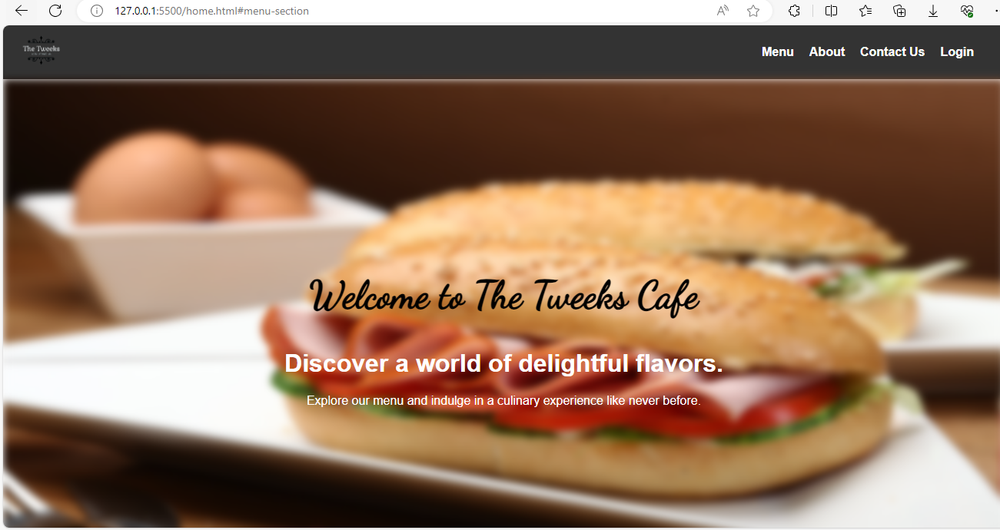 127.0.0.1:5500/home.html#menu-section
The Tweeks
Menu About Contact Us Login
Welcome to The Tweeks Cafe
Discover a world of delightful flavors.
Explore our menu and indulge in a culinary experience like never before.